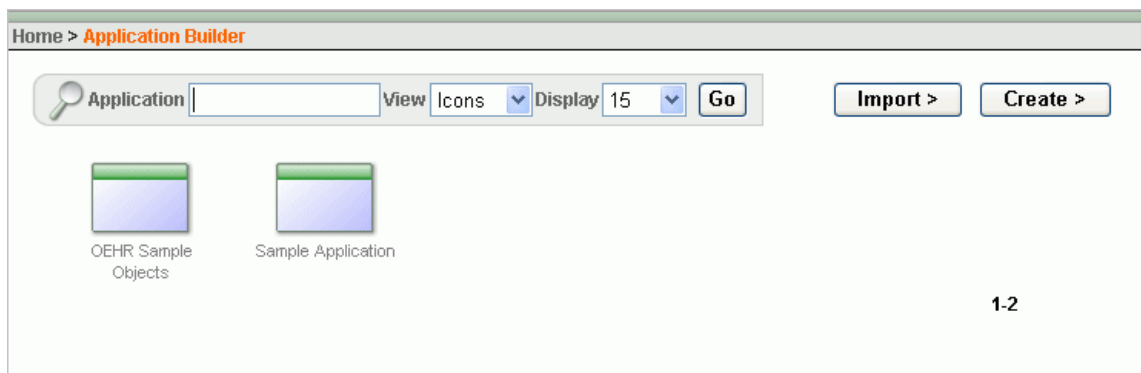 Home > Application Builder
Application View Icons Display 15 Go Import > Create >
OEHR Sample Objects
Sample Application
1-2